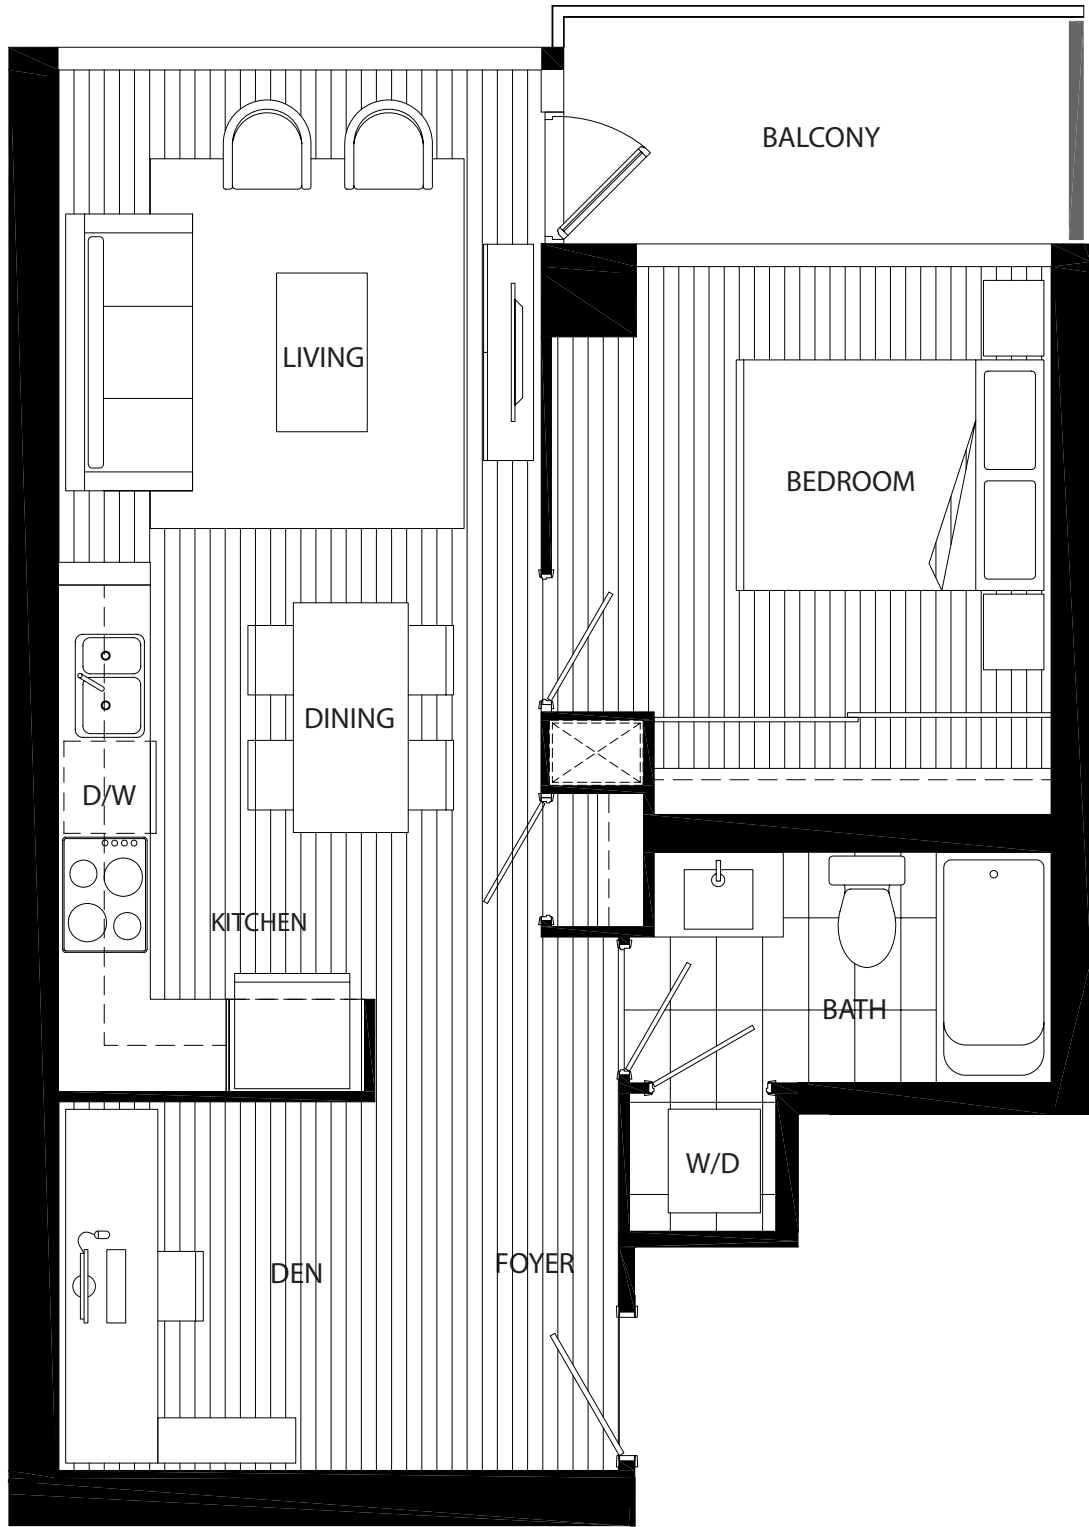 BALCONY
LIVING
BEDROOM
DINING
D/W
KITCHEN
BATH
W/D
FOYER
DEN